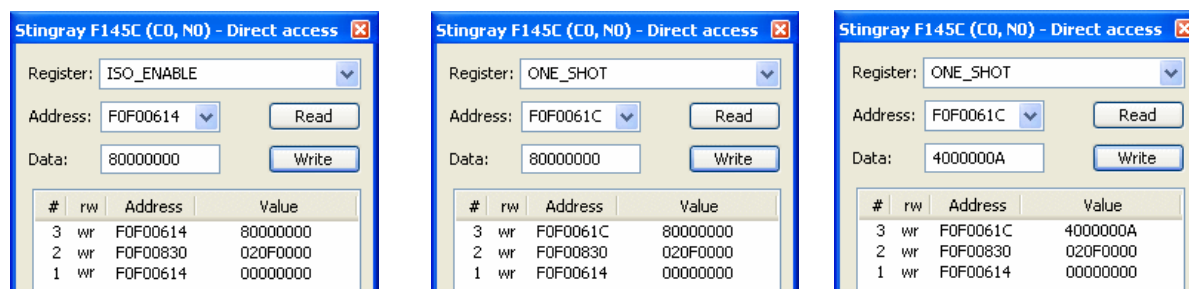 Stingray F145C (C0, N0) - Direct access
Register: ISO_ENABLE
Address: F0F00614 Read
Data: 80000000 Write
# rw Address Value
3 wr F0F00614 80000000
2 wr F0F00830 020F0000
1 wr F0F00614 00000000
Stingray F145C (C0, N0) - Direct access
Register: ONE_SHOT
Address: F0F0061C Read
Data: 80000000 Write
# rw Address Value
3 wr F0F0061C 80000000
2 wr F0F00830 020F0000
1 wr F0F00614 00000000
Stingray F145C (C0, N0) - Direct access
Register: ONE_SHOT
Address: F0F0061C Read
Data: 4000000A Write
# rw Address Value
3 wr F0F0061C 4000000A
2 wr F0F00830 020F0000
1 wr F0F00614 00000000